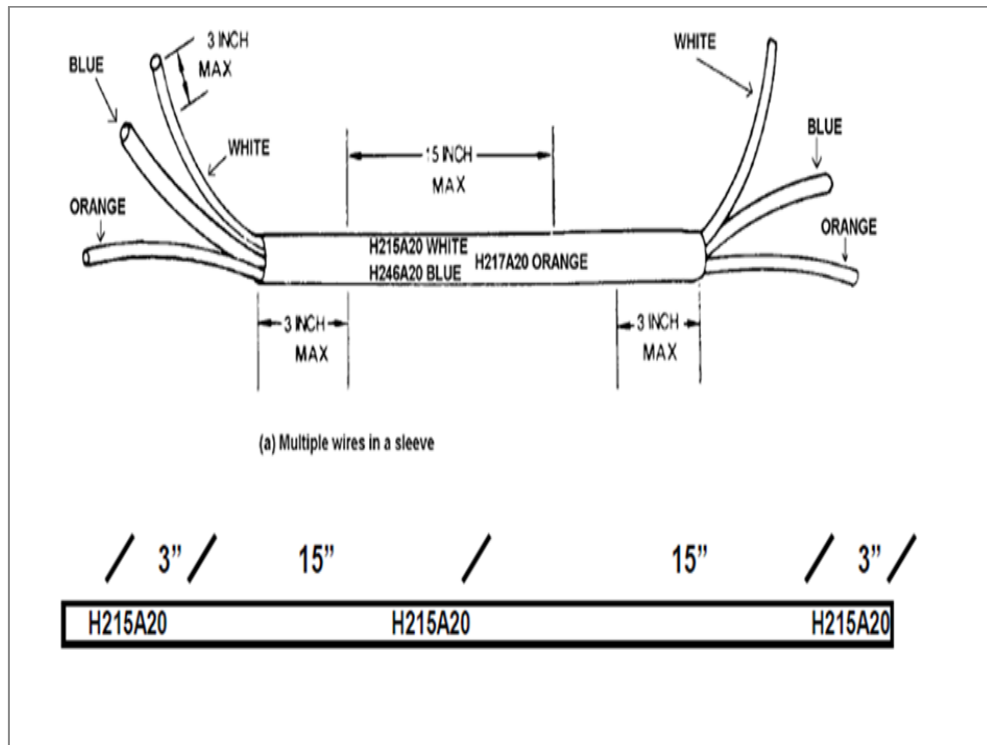 3 INCH
MAX
BLUE
WHITE
ORANGE
15 INCH
MAX
WHITE
BLUE
ORANGE
H215A20 WHITE
H246A20 BLUE
H217A20 ORANGE
3 INCH
MAX
3 INCH
MAX
(a) Multiple wires in a sleeve
3” 15” 15” 3”
H215A20 H215A20 H215A20